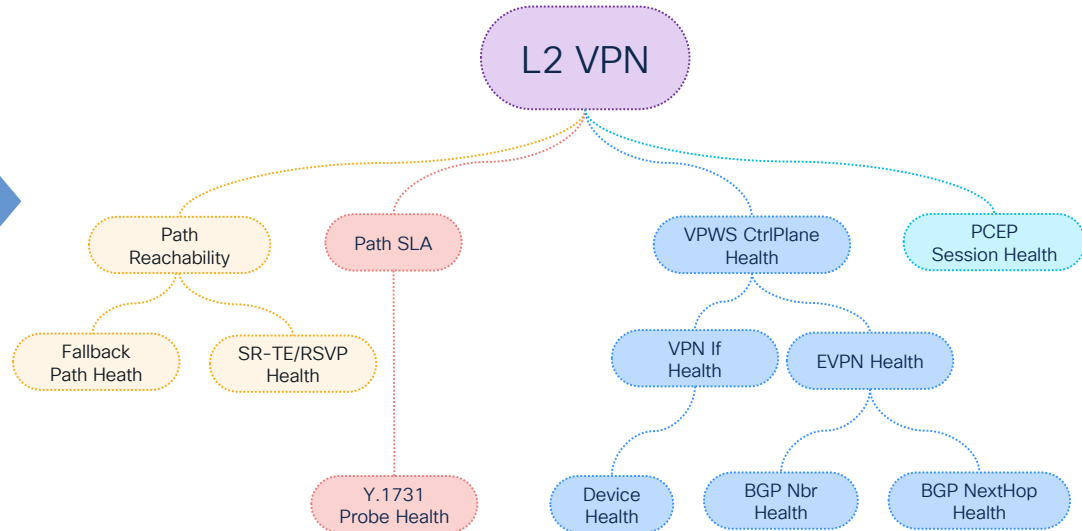 L2 VPN
Path
Reachability
Path SLA
VPWS CtrlPlane
Health
PCEP
Session Health
Fallback
Path Heath
SR-TE/RSVP
Health
VPN If
Health
EVPN Health
Y.1731
Probe Health
Device
Health
BGP Nbr
Health
BGP NextHop
Health